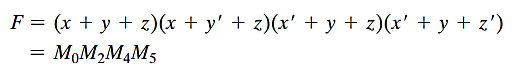 F = (x + y + z)(x + y′ + z)(x′ + y + z)(x′ + y + z′)
= M₀M₂M₄M₅